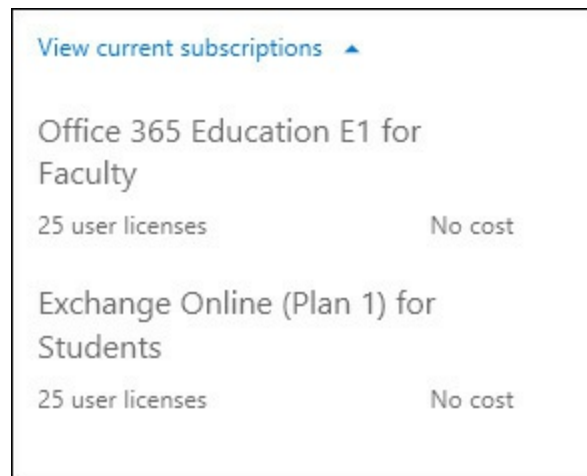 View current subscriptions
Office 365 Education E1 for
Faculty
25 user licenses No cost
Exchange Online (Plan 1) for
Students
25 user licenses No cost